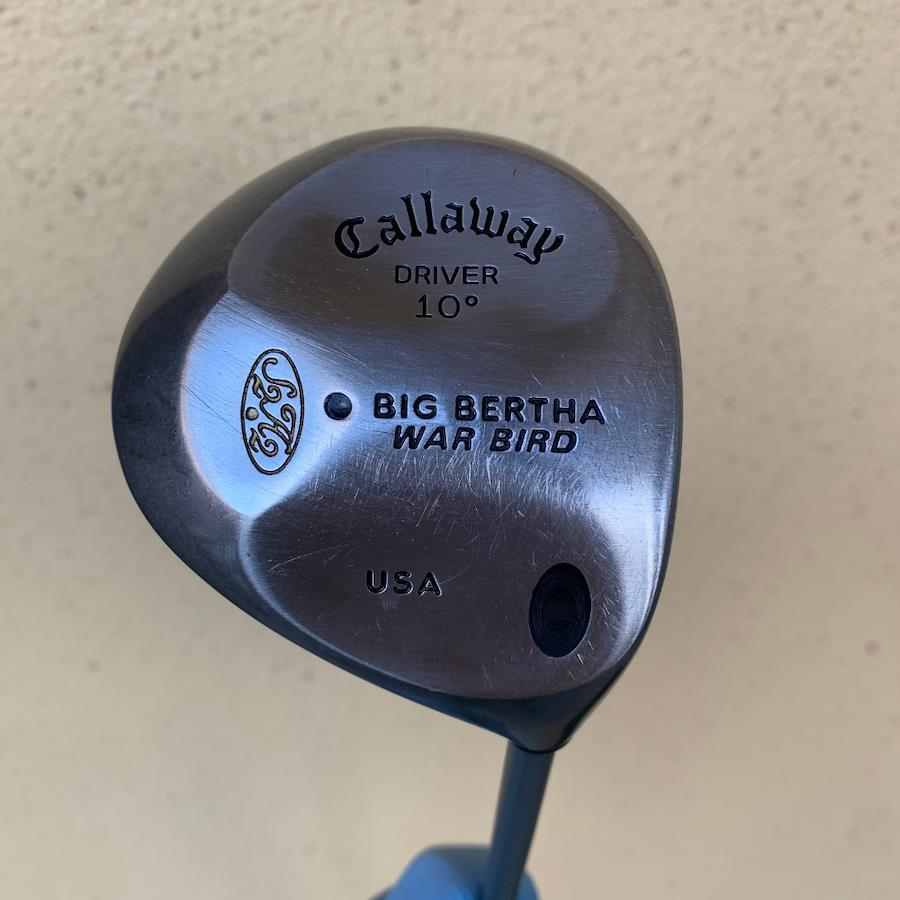 Callaway
DRIVER
10°
BIG BERTHA
WAR BIRD
USA